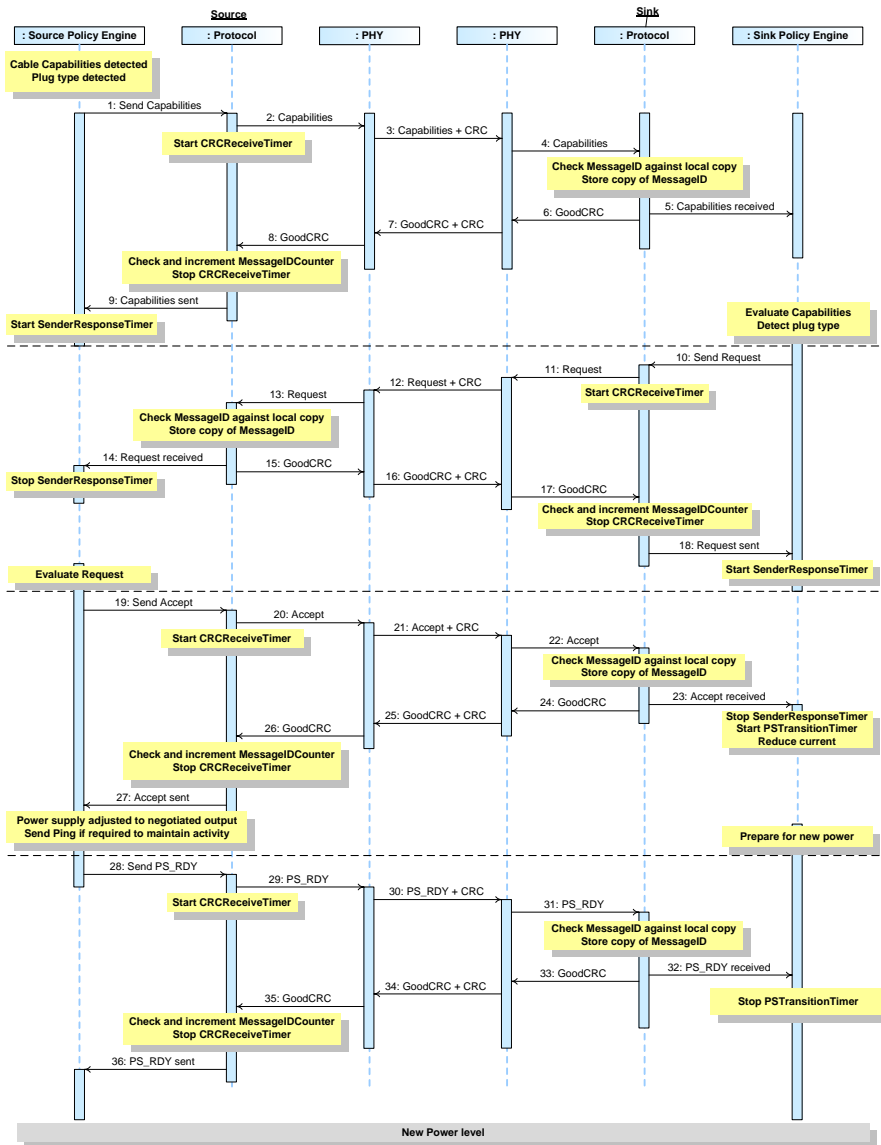 Source
Sink
: Source Policy Engine
: Protocol
: PHY
: PHY
: Protocol
: Sink Policy Engine
Cable Capabilities detected
Plug type detected
1: Send Capabilities
2: Capabilities
Start CRCReceiveTimer
3: Capabilities + CRC
4: Capabilities
Check MessageID against local copy
Store copy of MessageID
5: Capabilities received
6: GoodCRC
7: GoodCRC + CRC
8: GoodCRC
Check and increment MessageIDCounter
Stop CRCReceiveTimer
9: Capabilities sent
Start SenderResponseTimer
Evaluate Capabilities
Detect plug type
10: Send Request
11: Request
Start CRCReceiveTimer
12: Request + CRC
13: Request
Check MessageID against local copy
Store copy of MessageID
14: Request received
Stop SenderResponseTimer
15: GoodCRC
16: GoodCRC + CRC
17: GoodCRC
Check and increment MessageIDCounter
Stop CRCReceiveTimer
18: Request sent
Start SenderResponseTimer
Evaluate Request
19: Send Accept
20: Accept
Start CRCReceiveTimer
21: Accept + CRC
22: Accept
Check MessageID against local copy
Store copy of MessageID
23: Accept received
Stop SenderResponseTimer
Start PSTransitionTimer
Reduce current
24: GoodCRC
25: GoodCRC + CRC
26: GoodCRC
Check and increment MessageIDCounter
Stop CRCReceiveTimer
27: Accept sent
Power supply adjusted to negotiated output
Send Ping if required to maintain activity
Prepare for new power
28: Send PS_RDY
29: PS_RDY
Start CRCReceiveTimer
30: PS_RDY + CRC
31: PS_RDY
Check MessageID against local copy
Store copy of MessageID
32: PS_RDY received
33: GoodCRC
34: GoodCRC + CRC
35: GoodCRC
Stop PSTransitionTimer
Check and increment MessageIDCounter
Stop CRCReceiveTimer
36: PS_RDY sent
New Power level